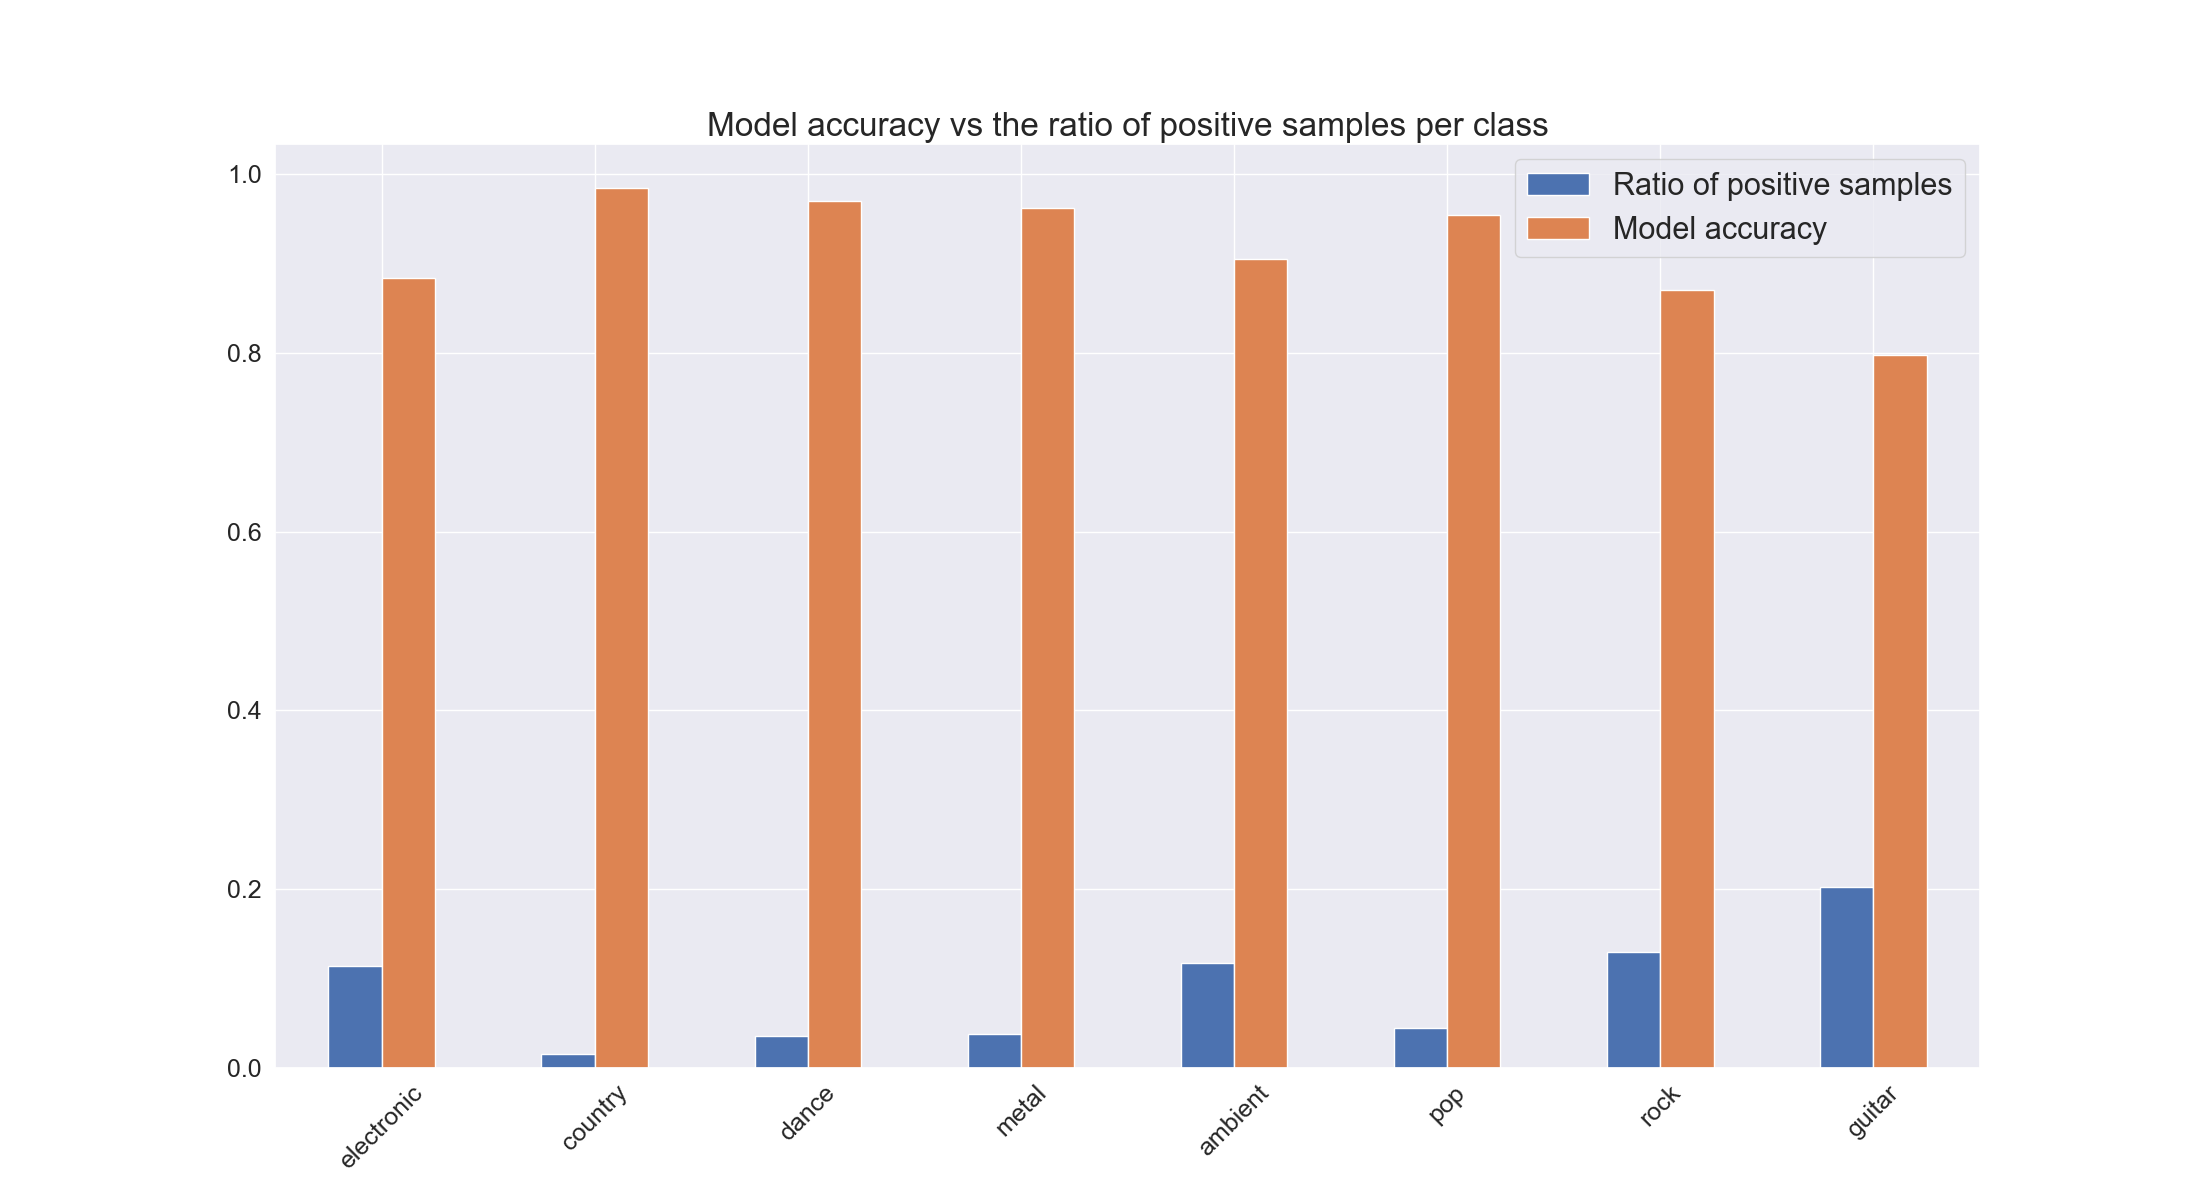 Model accuracy vs the ratio of positive samples per class
Ratio of positive samples
Model accuracy
1.0
0.8
0.6
0.4
0.2
0.0
electronic
country
dance
metal
ambient
pop
rock
guitar